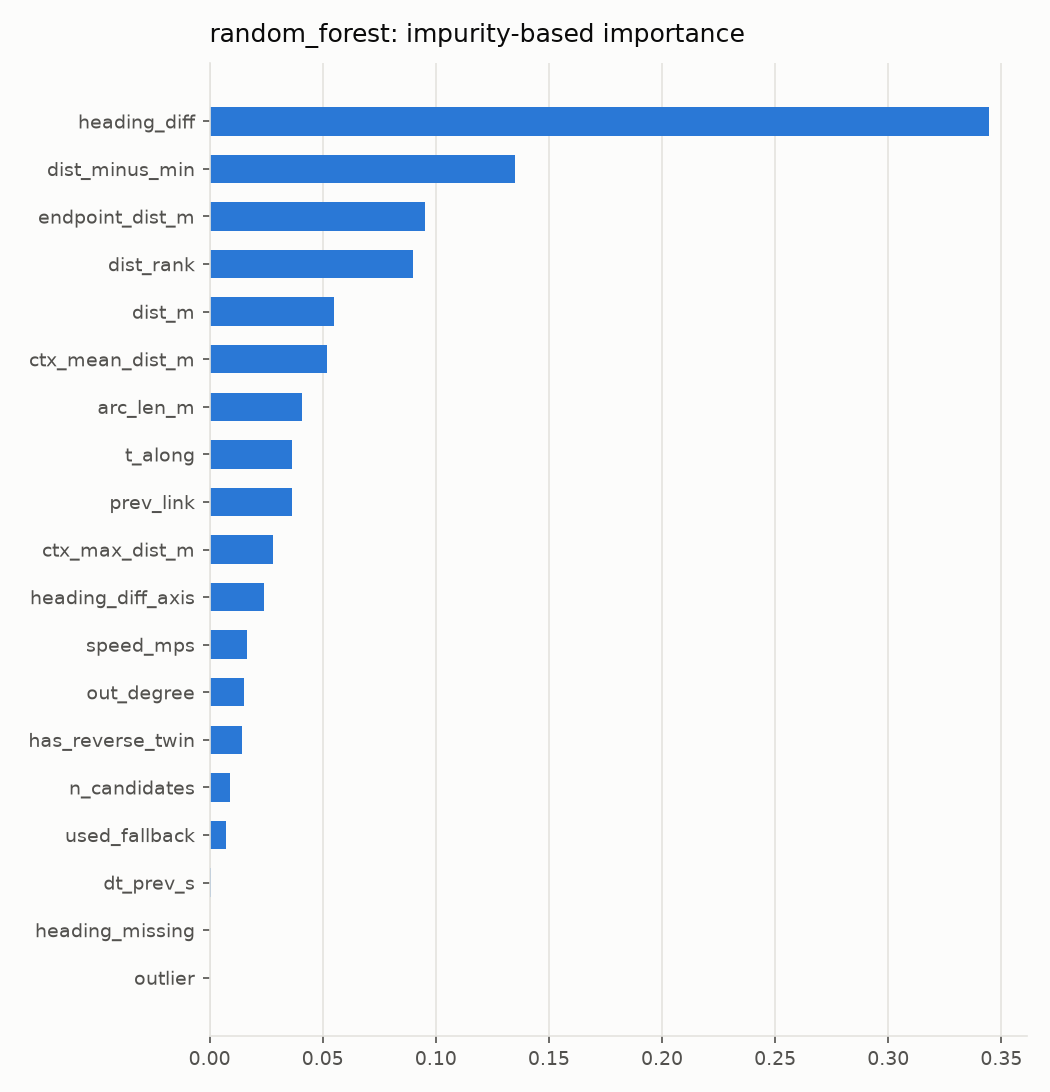 random_forest: impurity-based importance
heading_diff
dist_minus_min
endpoint_dist_m
dist_rank
dist_m
ctx_mean_dist_m
arc_len_m
t_along
prev_link
ctx_max_dist_m
heading_diff_axis
speed_mps
out_degree
has_reverse_twin
n_candidates
used_fallback
dt_prev_s
heading_missing
outlier
0.00 0.05 0.10 0.15 0.20 0.25 0.30 0.35